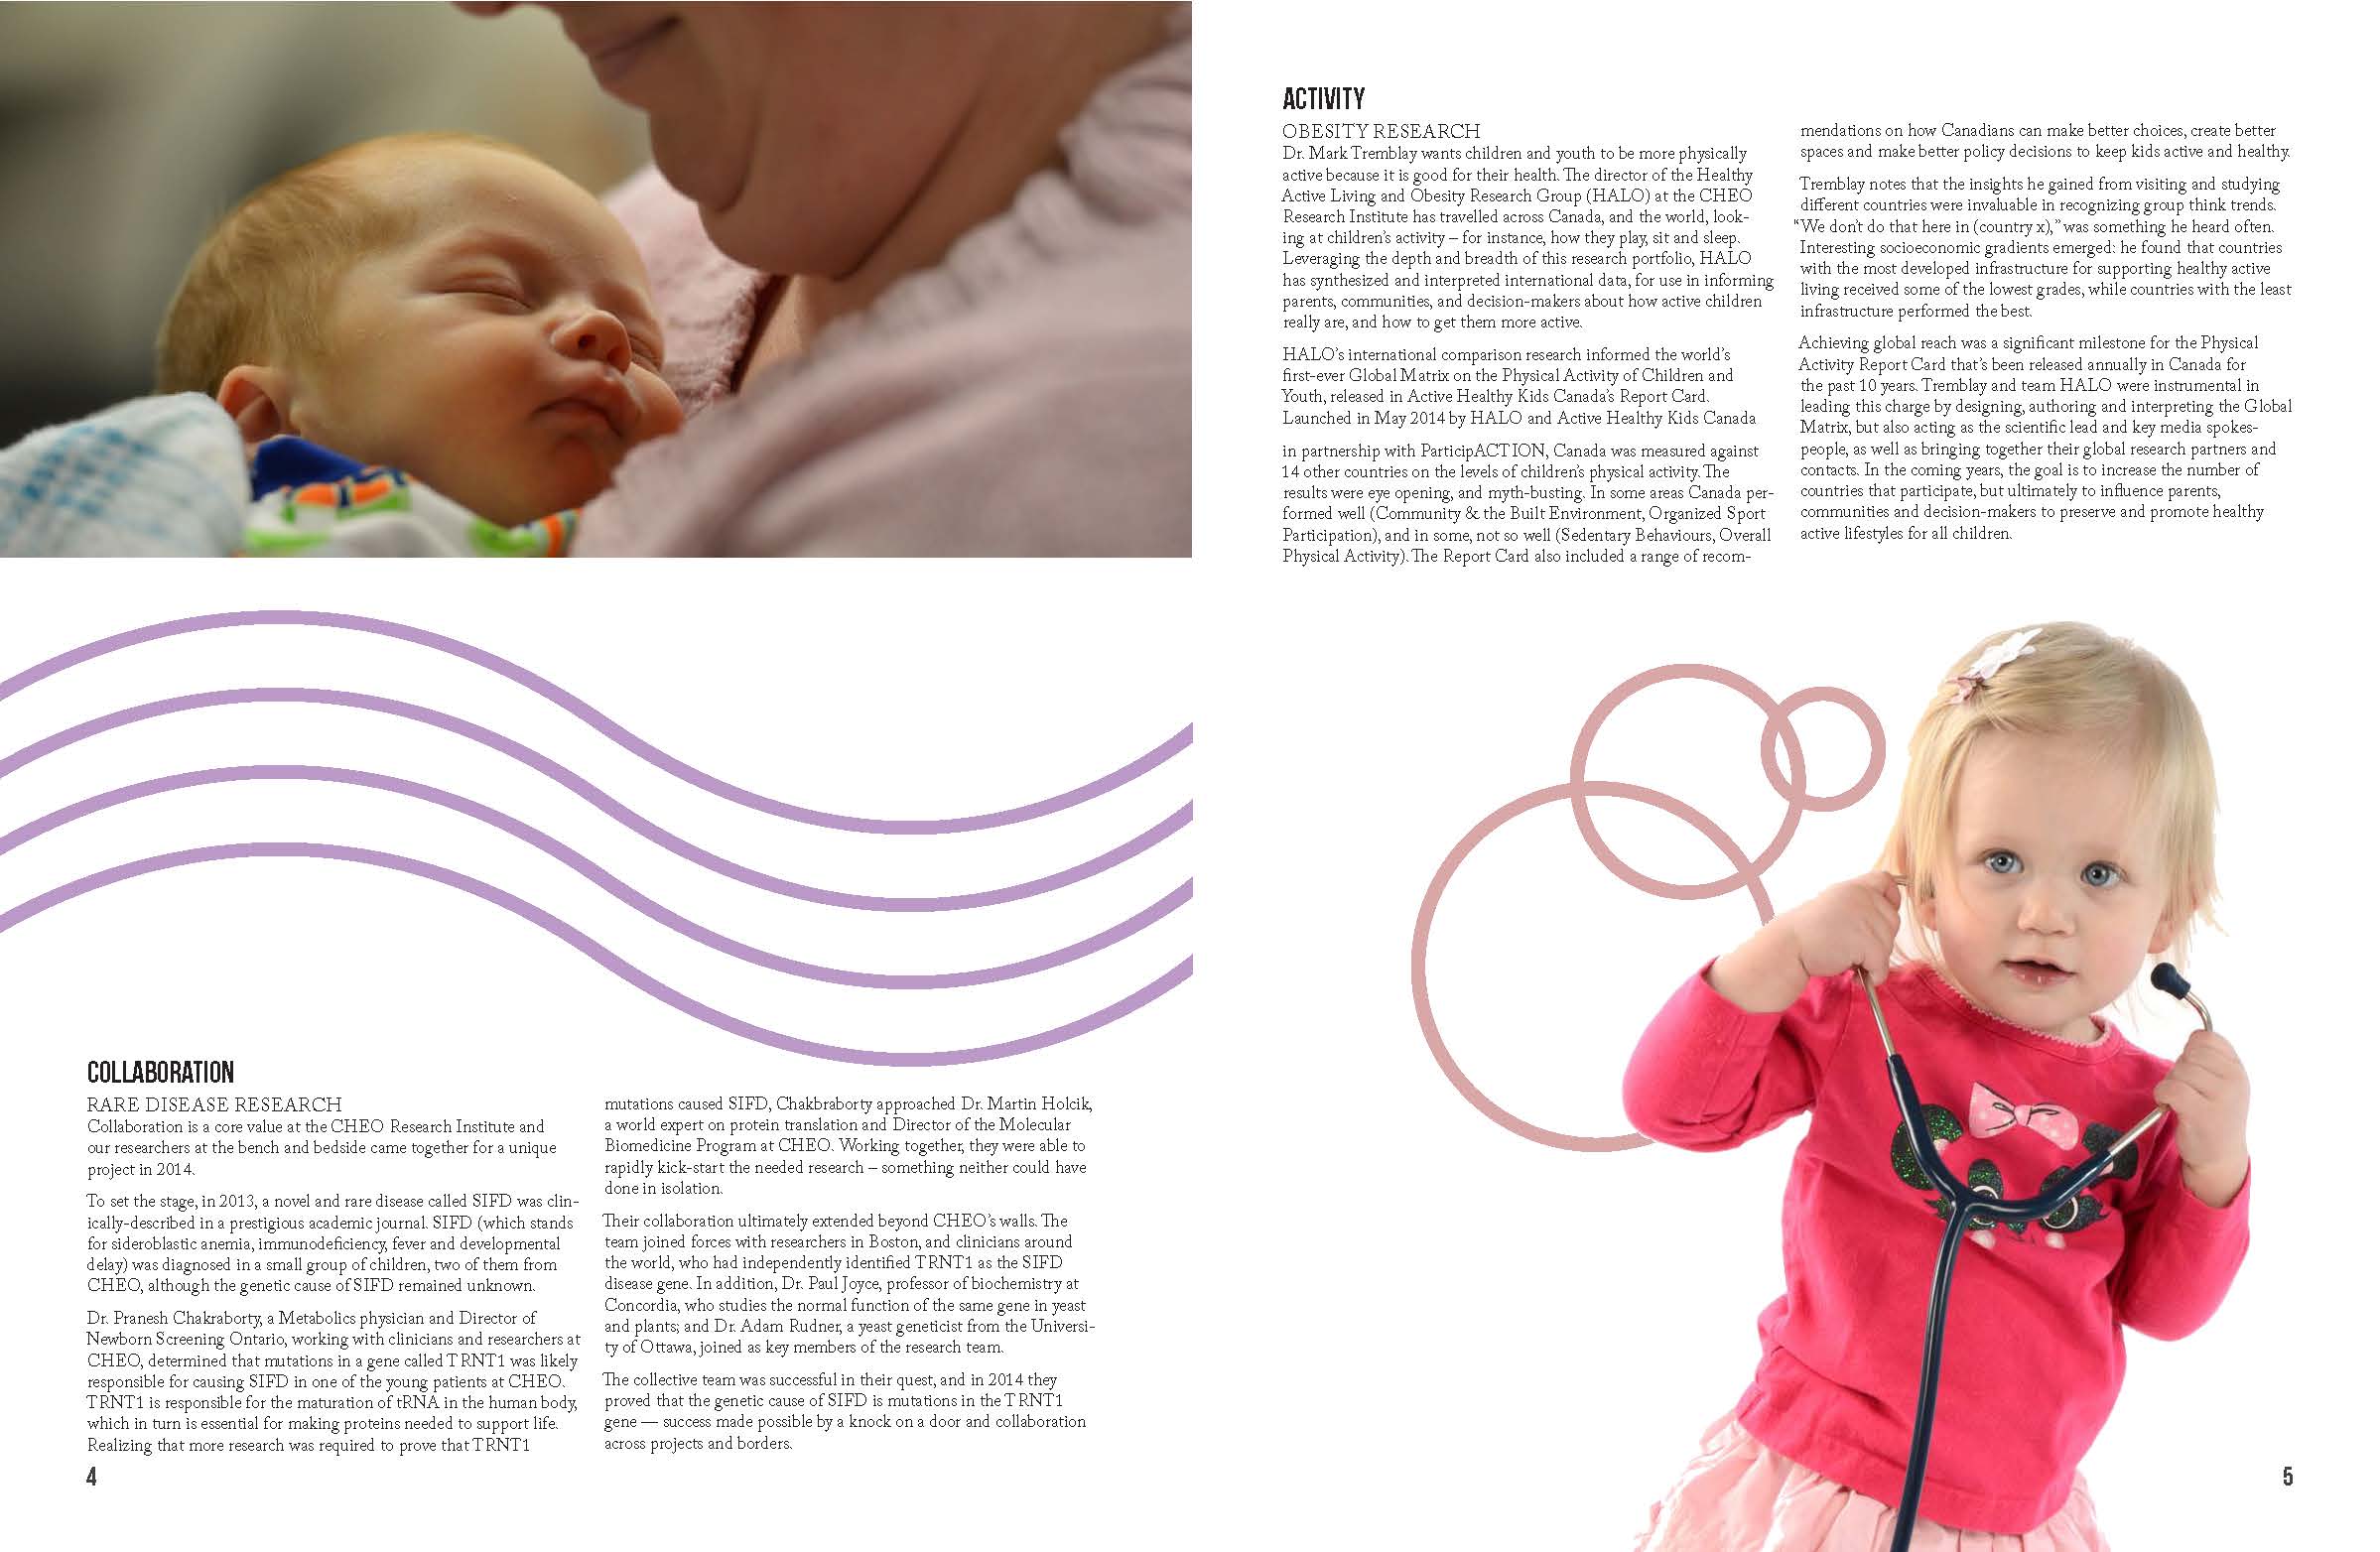 COLLABORATION
RARE DISEASE RESEARCH
Collaboration is a core value at the CHEO Research Institute and
our researchers at the bench and bedside came together for a unique
project in 2014.
To set the stage, in 2013, a novel and rare disease called SIFD was clin-
ically-described in a prestigious academic journal. SIFD (which stands
for sideroblastic anemia, immunodeficiency, fever and developmental
delay) was diagnosed in a small group of children, two of them from
CHEO, although the genetic cause of SIFD remained unknown.
Dr. Pranesh Chakraborty, a Metabolics physician and Director of
Newborn Screening Ontario, working with clinicians and researchers at
CHEO, determined that mutations in a gene called TRNT1 was likely
responsible for causing SIFD in one of the young patients at CHEO.
TRNT1 is responsible for the maturation of tRNA in the human body,
which in turn is essential for making proteins needed to support life.
Realizing that more research was required to prove that TRNT1
mutations caused SIFD, Chakbraborty approached Dr. Martin Holcik,
a world expert on protein translation and Director of the Molecular
Biomedicine Program at CHEO. Working together, they were able to
rapidly kick-start the needed research – something neither could have
done in isolation.
Their collaboration ultimately extended beyond CHEO's walls. The
team joined forces with researchers in Boston, and clinicians around
the world, who had independently identified TRNT1 as the SIFD
disease gene. In addition, Dr. Paul Joyce, professor of biochemistry at
Concordia, who studies the normal function of the same gene in yeast
and plants; and Dr. Adam Rudner, a yeast geneticist from the Universi-
ty of Ottawa, joined as key members of the research team.
The collective team was successful in their quest, and in 2014 they
proved that the genetic cause of SIFD is mutations in the TRNT1
gene — success made possible by a knock on a door and collaboration
across projects and borders.
4
ACTIVITY
OBESITY RESEARCH
Dr. Mark Tremblay wants children and youth to be more physically
active because it is good for their health. The director of the Healthy
Active Living and Obesity Research Group (HALO) at the CHEO
Research Institute has travelled across Canada, and the world, look-
ing at children's activity – for instance, how they play, sit and sleep.
Leveraging the depth and breadth of this research portfolio, HALO
has synthesized and interpreted international data, for use in informing
parents, communities, and decision-makers about how active children
really are, and how to get them more active.
HALO's international comparison research informed the world's
first-ever Global Matrix on the Physical Activity of Children and
Youth, released in Active Healthy Kids Canada's Report Card.
Launched in May 2014 by HALO and Active Healthy Kids Canada
in partnership with ParticipACTION, Canada was measured against
14 other countries on the levels of children's physical activity. The
results were eye opening, and myth-busting. In some areas Canada per-
formed well (Community & the Built Environment, Organized Sport
Participation), and in some, not so well (Sedentary Behaviours, Overall
Physical Activity). The Report Card also included a range of recom-
mendations on how Canadians can make better choices, create better
spaces and make better policy decisions to keep kids active and healthy.
Tremblay notes that the insights he gained from visiting and studying
different countries were invaluable in recognizing group think trends.
“We don't do that here in (country x),” was something he heard often.
Interesting socioeconomic gradients emerged: he found that countries
with the most developed infrastructure for supporting healthy active
living received some of the lowest grades, while countries with the least
infrastructure performed the best.
Achieving global reach was a significant milestone for the Physical
Activity Report Card that's been released annually in Canada for
the past 10 years. Tremblay and team HALO were instrumental in
leading this charge by designing, authoring and interpreting the Global
Matrix, but also acting as the scientific lead and key media spokes-
people, as well as bringing together their global research partners and
contacts. In the coming years, the goal is to increase the number of
countries that participate, but ultimately to influence parents,
communities and decision-makers to preserve and promote healthy
active lifestyles for all children.
5